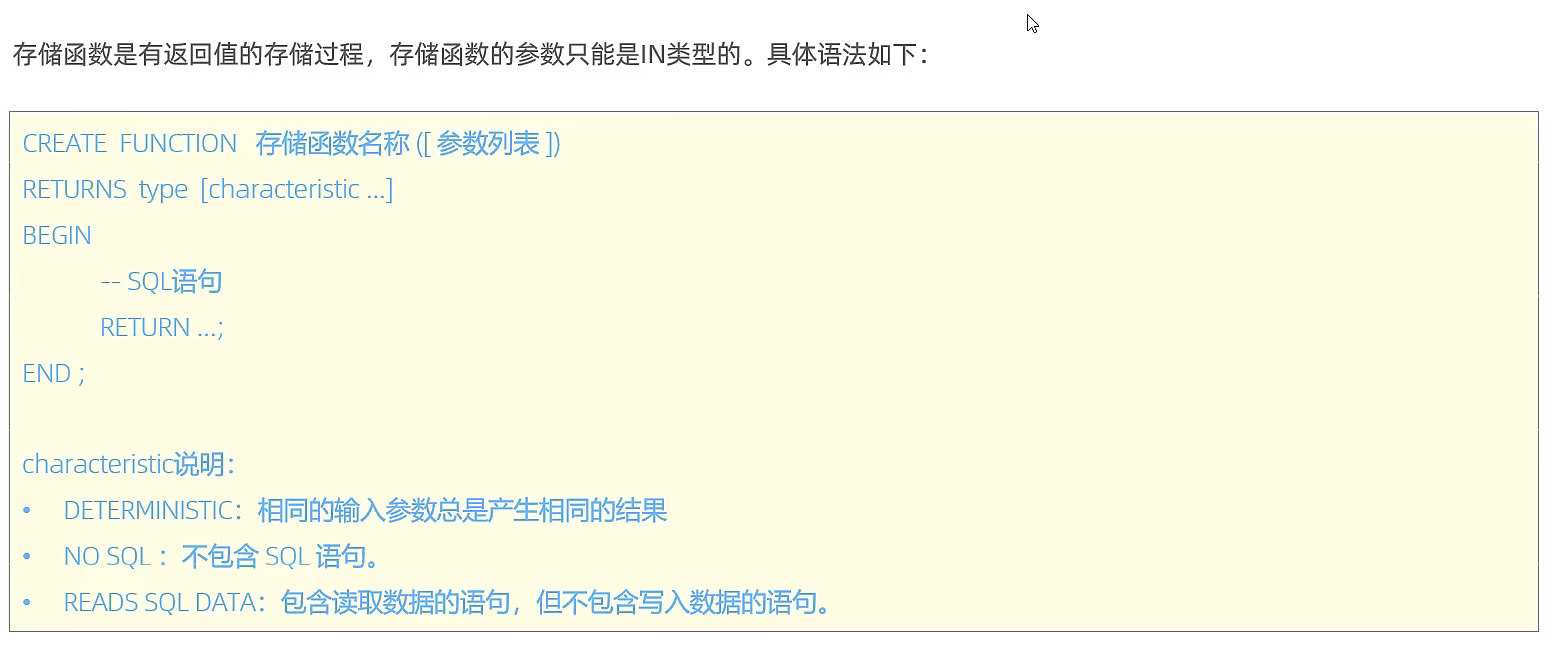 存储函数是有返回值的存储过程，存储函数的参数只能是IN类型的。具体语法如下：
CREATE FUNCTION 存储函数名称 ([ 参数列表 ])
RETURNS type [characteristic ...]
BEGIN
-- SQL语句
RETURN ...;
END ;
characteristic说明：
• DETERMINISTIC：相同的输入参数总是产生相同的结果
• NO SQL ：不包含 SQL 语句。
• READS SQL DATA：包含读取数据的语句，但不包含写入数据的语句。